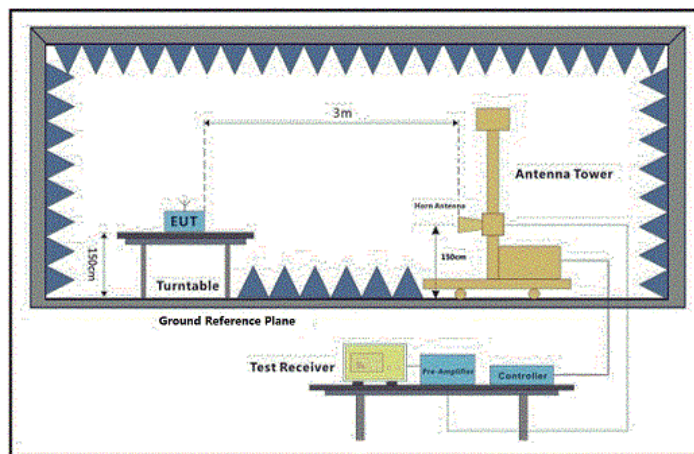 3m
Antenna Tower
Horn Antenna
EUT
150cm
150cm
Turntable
Ground Reference Plane
Test Receiver
Pre-Amplifier
Controller